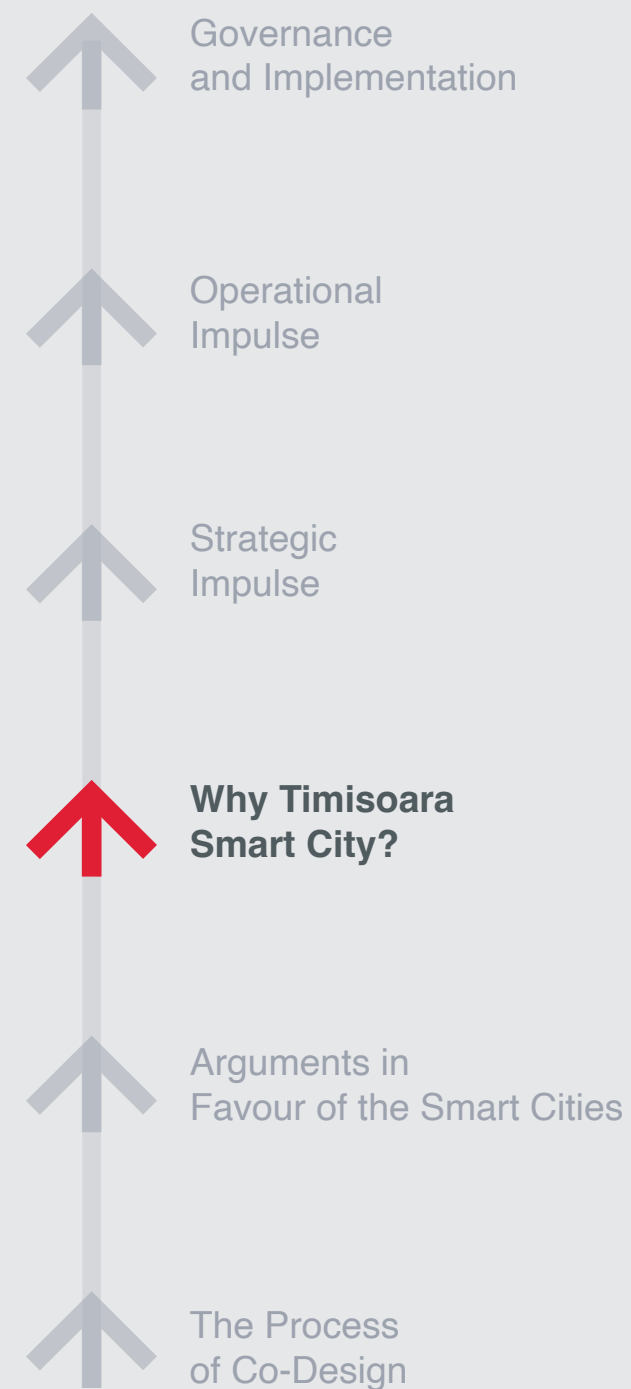 Governance
and Implementation
Operational
Impulse
Strategic
Impulse
Why Timisoara
Smart City?
Arguments in
Favour of the Smart Cities
The Process
of Co-Design